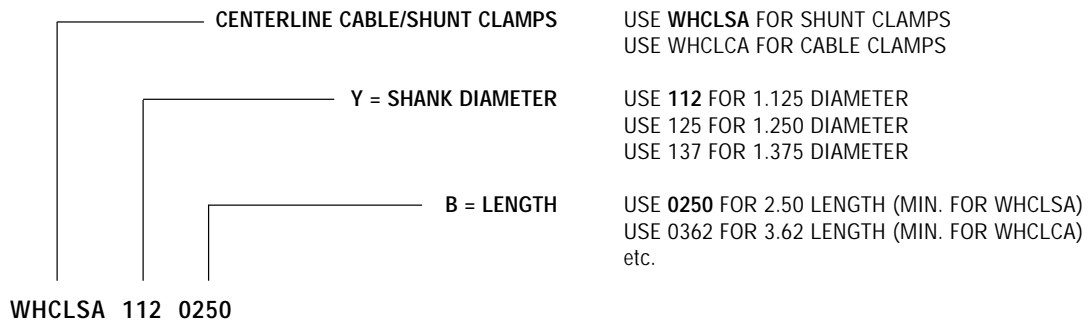 CENTERLINE CABLE/SHUNT CLAMPS USE WHCLSA FOR SHUNT CLAMPS
USE WHCLCA FOR CABLE CLAMPS
Y = SHANK DIAMETER USE 112 FOR 1.125 DIAMETER
USE 125 FOR 1.250 DIAMETER
USE 137 FOR 1.375 DIAMETER
B = LENGTH USE 0250 FOR 2.50 LENGTH (MIN. FOR WHCLSA)
USE 0362 FOR 3.62 LENGTH (MIN. FOR WHCLCA)
etc.
WHCLSA 112 0250